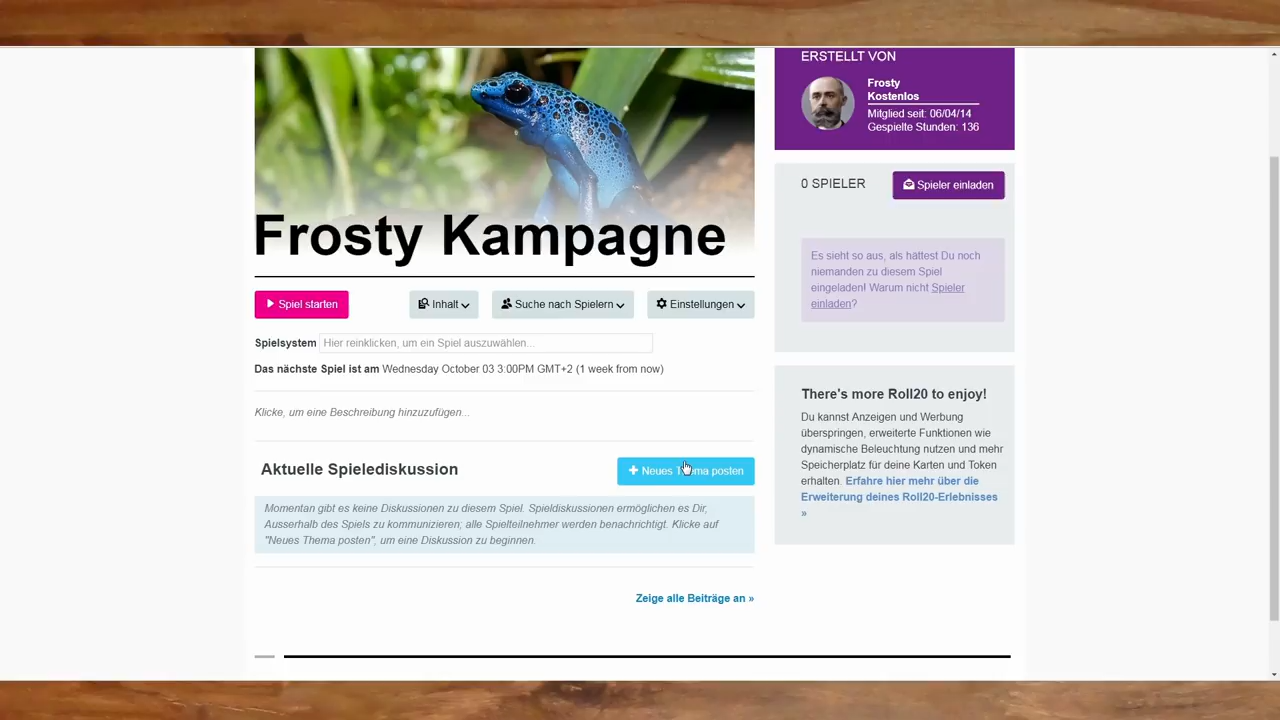 ERSTELLT VON
Frosty
Kostenlos
Mitglied seit: 06/04/14
Gespielte Stunden: 136
0 SPIELER
Spieler einladen
Es sieht so aus, als hättest Du noch
niemanden zu diesem Spiel
eingeladen! Warum nicht Spieler
einladen?
Frosty Kampagne
Spiel starten
Inhalt
Suche nach Spielern
Einstellungen
Spielsystem Hier reinklicken, um ein Spiel auszuwählen...
Das nächste Spiel ist am Wednesday October 03 3:00PM GMT+2 (1 week from now)
Klicke, um eine Beschreibung hinzuzufügen...
Aktuelle Spielediskussion
Neues Thema posten
Momentan gibt es keine Diskussionen zu diesem Spiel. Spieldiskussionen ermöglichen es Dir,
Ausserhalb des Spiels zu kommunizieren; alle Spielteilnehmer werden benachrichtigt. Klicke auf
"Neues Thema posten", um eine Diskussion zu beginnen.
Zeige alle Beiträge an »
There's more Roll20 to enjoy!
Du kannst Anzeigen und Werbung
überspringen, erweiterte Funktionen wie
dynamische Beleuchtung nutzen und mehr
Speicherplatz für deine Karten und Token
erhalten. Erfahre hier mehr über die
Erweiterung deines Roll20-Erlebnisses
»